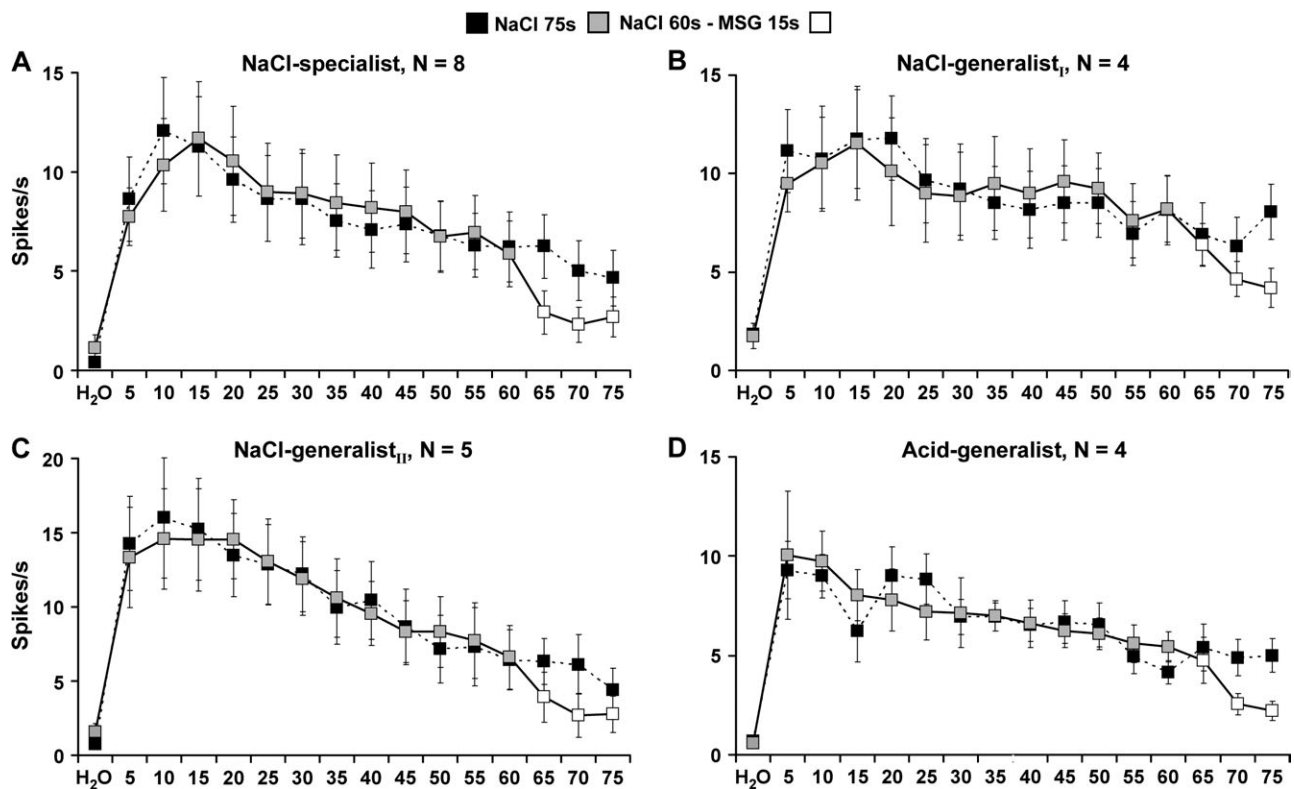 NaCl 75s NaCl 60s - MSG 15s
A NaCl-specialist, N = 8
15
10
5
0
Spikes/s
H₂O 5 10 15 20 25 30 35 40 45 50 55 60 65 70 75
B NaCl-generalistI, N = 4
15
10
5
0
H₂O 5 10 15 20 25 30 35 40 45 50 55 60 65 70 75
C NaCl-generalistII, N = 5
20
15
10
5
0
Spikes/s
H₂O 5 10 15 20 25 30 35 40 45 50 55 60 65 70 75
D Acid-generalist, N = 4
15
10
5
0
H₂O 5 10 15 20 25 30 35 40 45 55 60 65 70 75